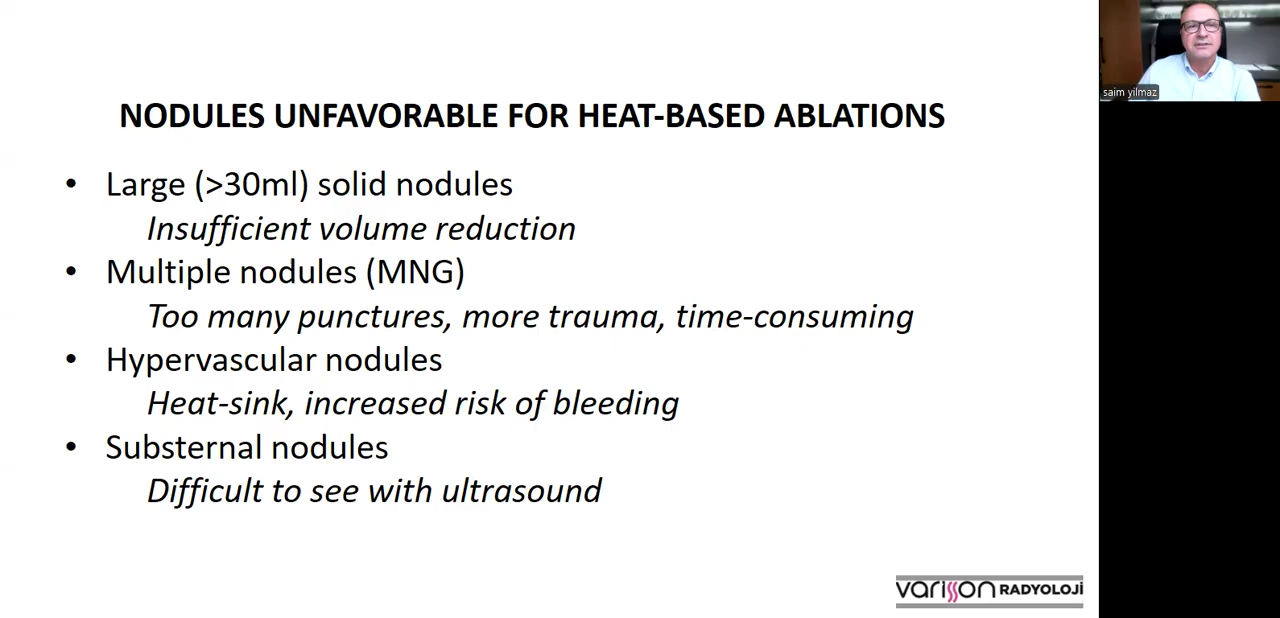 NODULES UNFAVORABLE FOR HEAT-BASED ABLATIONS
• Large (>30ml) solid nodules
Insufficient volume reduction
• Multiple nodules (MNG)
Too many punctures, more trauma, time-consuming
• Hypervascular nodules
Heat-sink, increased risk of bleeding
• Substernal nodules
Difficult to see with ultrasound
varisson RADYOLOJİ
saim yilmaz